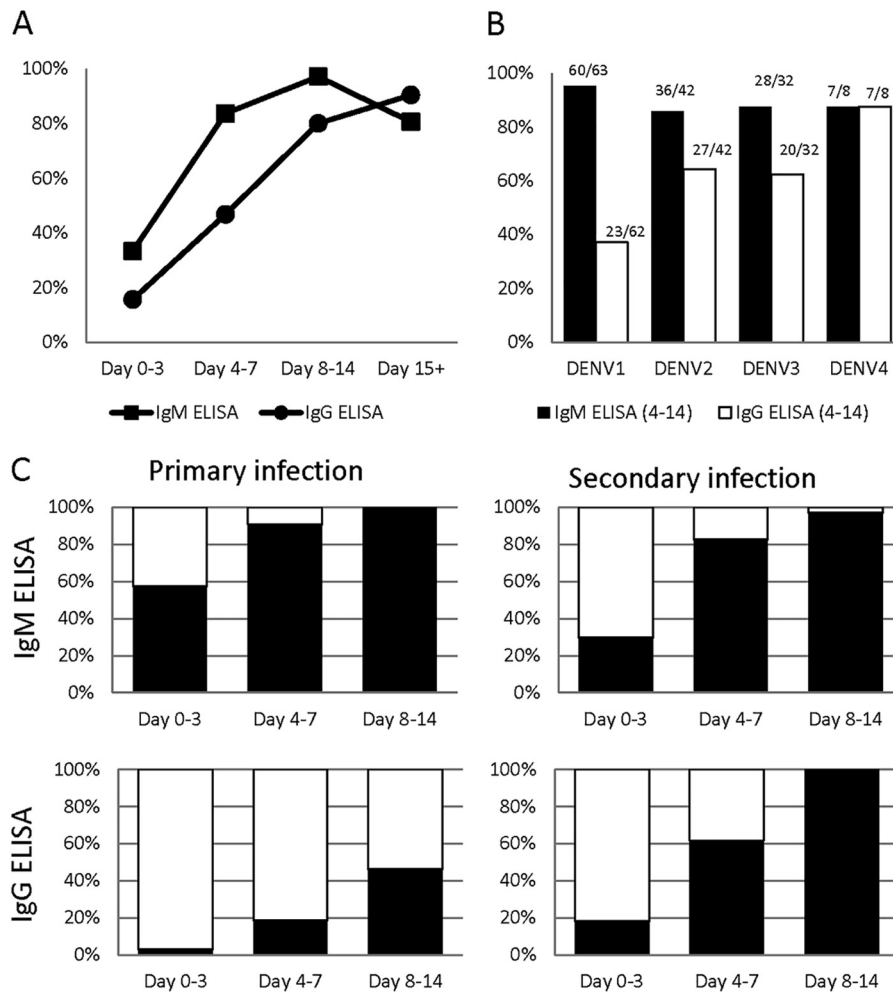 A
100%
80%
60%
40%
20%
0%
Day 0-3 Day 4-7 Day 8-14 Day 15+
IgM ELISA IgG ELISA
B
100%
80%
60%
40%
20%
0%
60/63 36/42 28/32 7/8 7/8
27/42 20/32
23/62
DENV1 DENV2 DENV3 DENV4
IgM ELISA (4-14) IgG ELISA (4-14)
C
Primary infection
Secondary infection
IgM ELISA
100%
80%
60%
40%
20%
0%
Day 0-3 Day 4-7 Day 8-14
100%
80%
60%
40%
20%
0%
Day 0-3 Day 4-7 Day 8-14
IgG ELISA
100%
80%
60%
40%
20%
0%
Day 0-3 Day 4-7 Day 8-14
100%
80%
60%
40%
20%
0%
Day 0-3 Day 4-7 Day 8-14